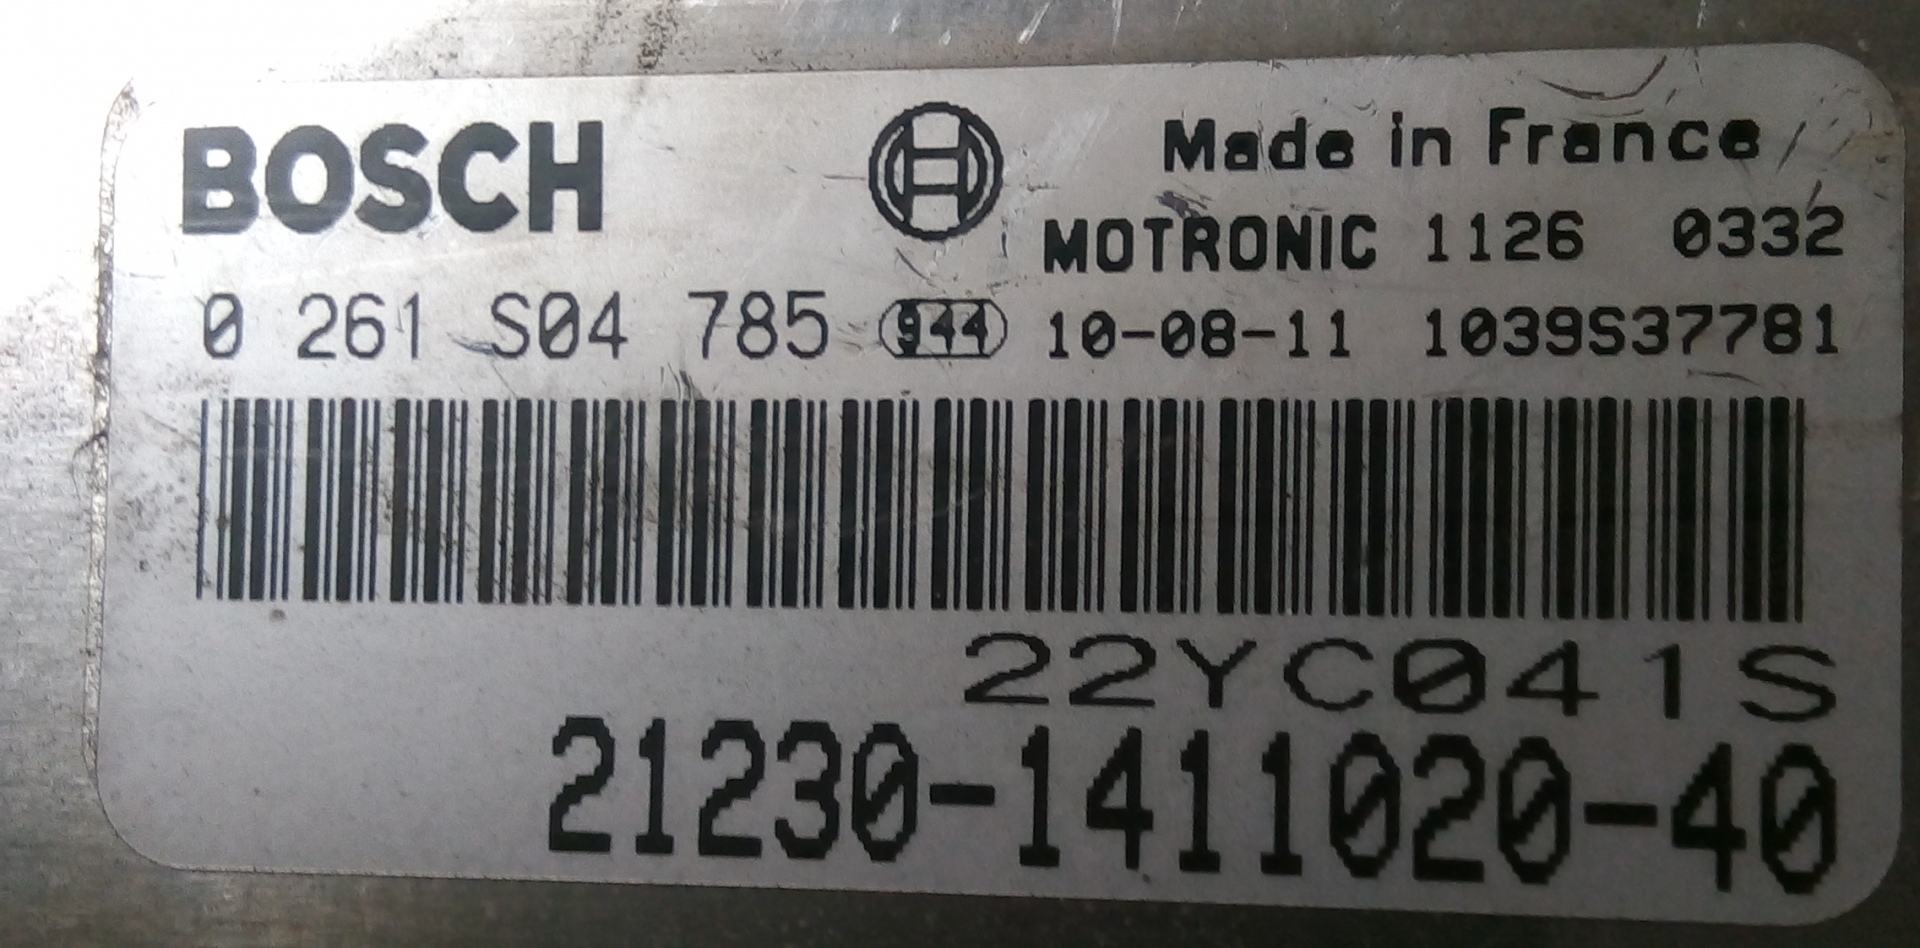 BOSCH
Made in France
MOTRONIC 1126 0332
0 261 S04 785 944 10-08-11 1039S37781
22YC041S
21230-1411020-40